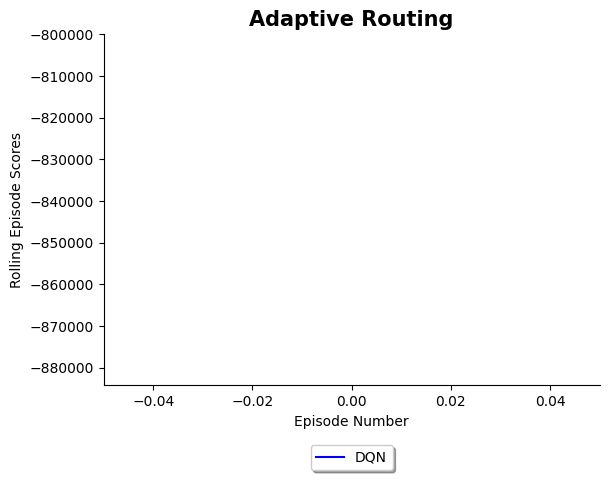 Adaptive Routing
−800000
−810000
−820000
−830000
−840000
−850000
−860000
−870000
−880000
Rolling Episode Scores
−0.04 −0.02 0.00 0.02 0.04
Episode Number
DQN